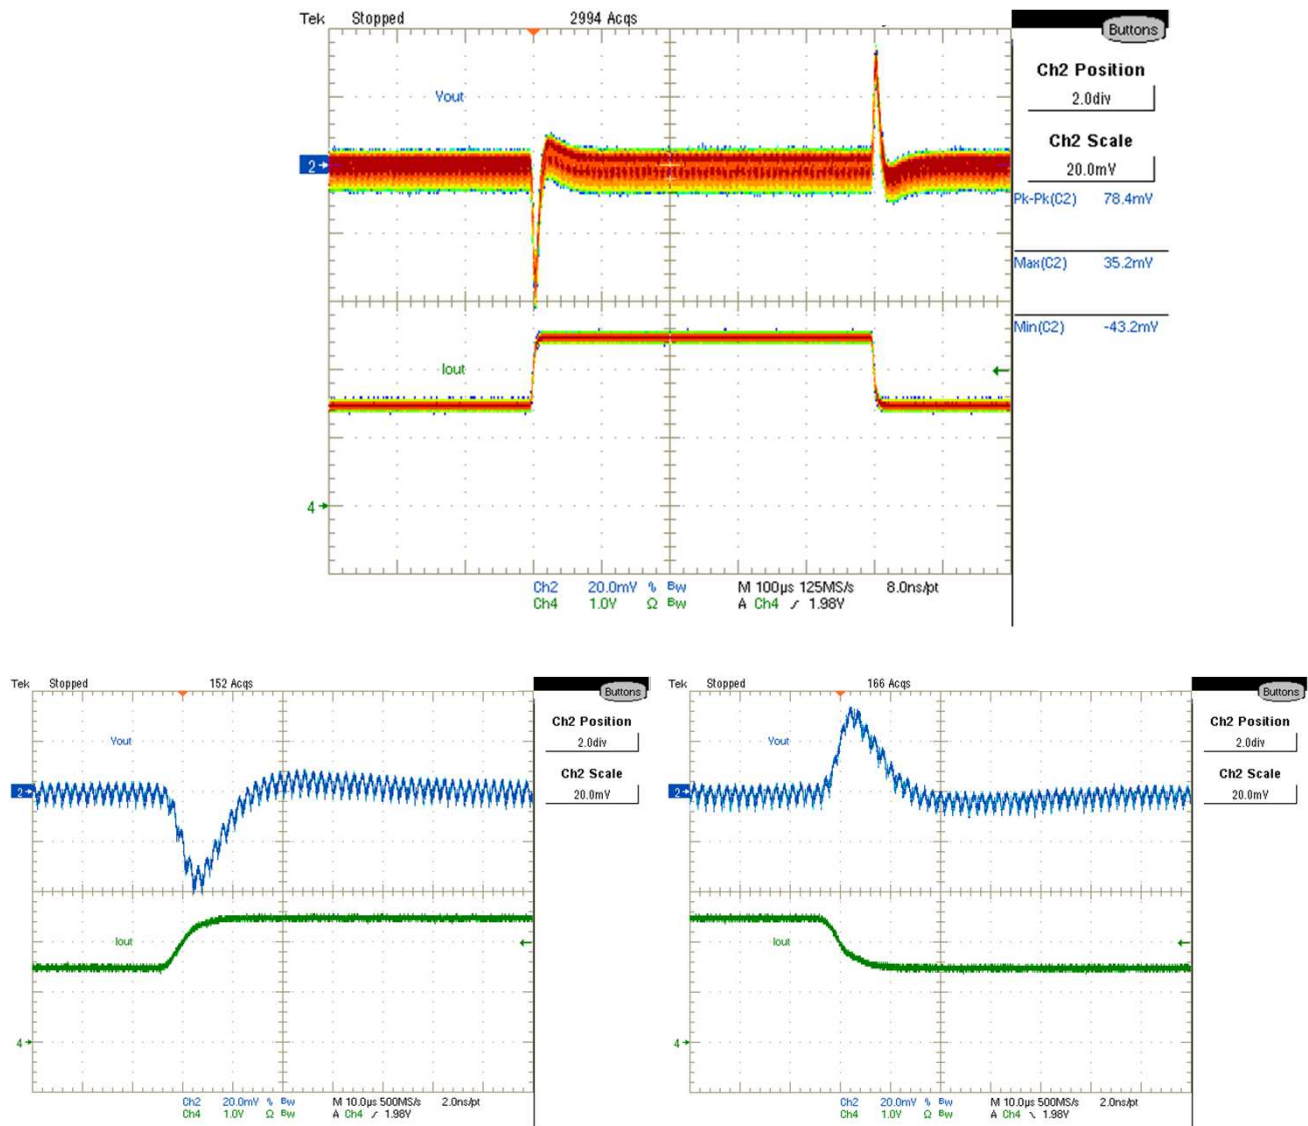 Tek Stopped 2994 Acqs
Buttons
Ch2 Position
2.0div
Ch2 Scale
20.0mV
Pk-Pk(C2) 78.4mV
Max(C2) 35.2mV
Min(C2) -43.2mV
Vout
2
Iout
4
Ch2 20.0mV % Bw M 100µs 125MS/s 8.0ns/pt
Ch4 1.0V Ω Bw A Ch4 / 1.98V
Tek Stopped 152 Acqs
Buttons
Ch2 Position
2.0div
Ch2 Scale
20.0mV
Vout
2
Iout
4
Ch2 20.0mV % Bw M 10.0µs 500MS/s 2.0ns/pt
Ch4 1.0V Ω Bw A Ch4 / 1.98V
Tek Stopped 166 Acqs
Buttons
Ch2 Position
2.0div
Ch2 Scale
20.0mV
Vout
2
Iout
4
Ch2 20.0mV % Bw M 10.0µs 500MS/s 2.0ns/pt
Ch4 1.0V Ω Bw A Ch4 \ 1.98V